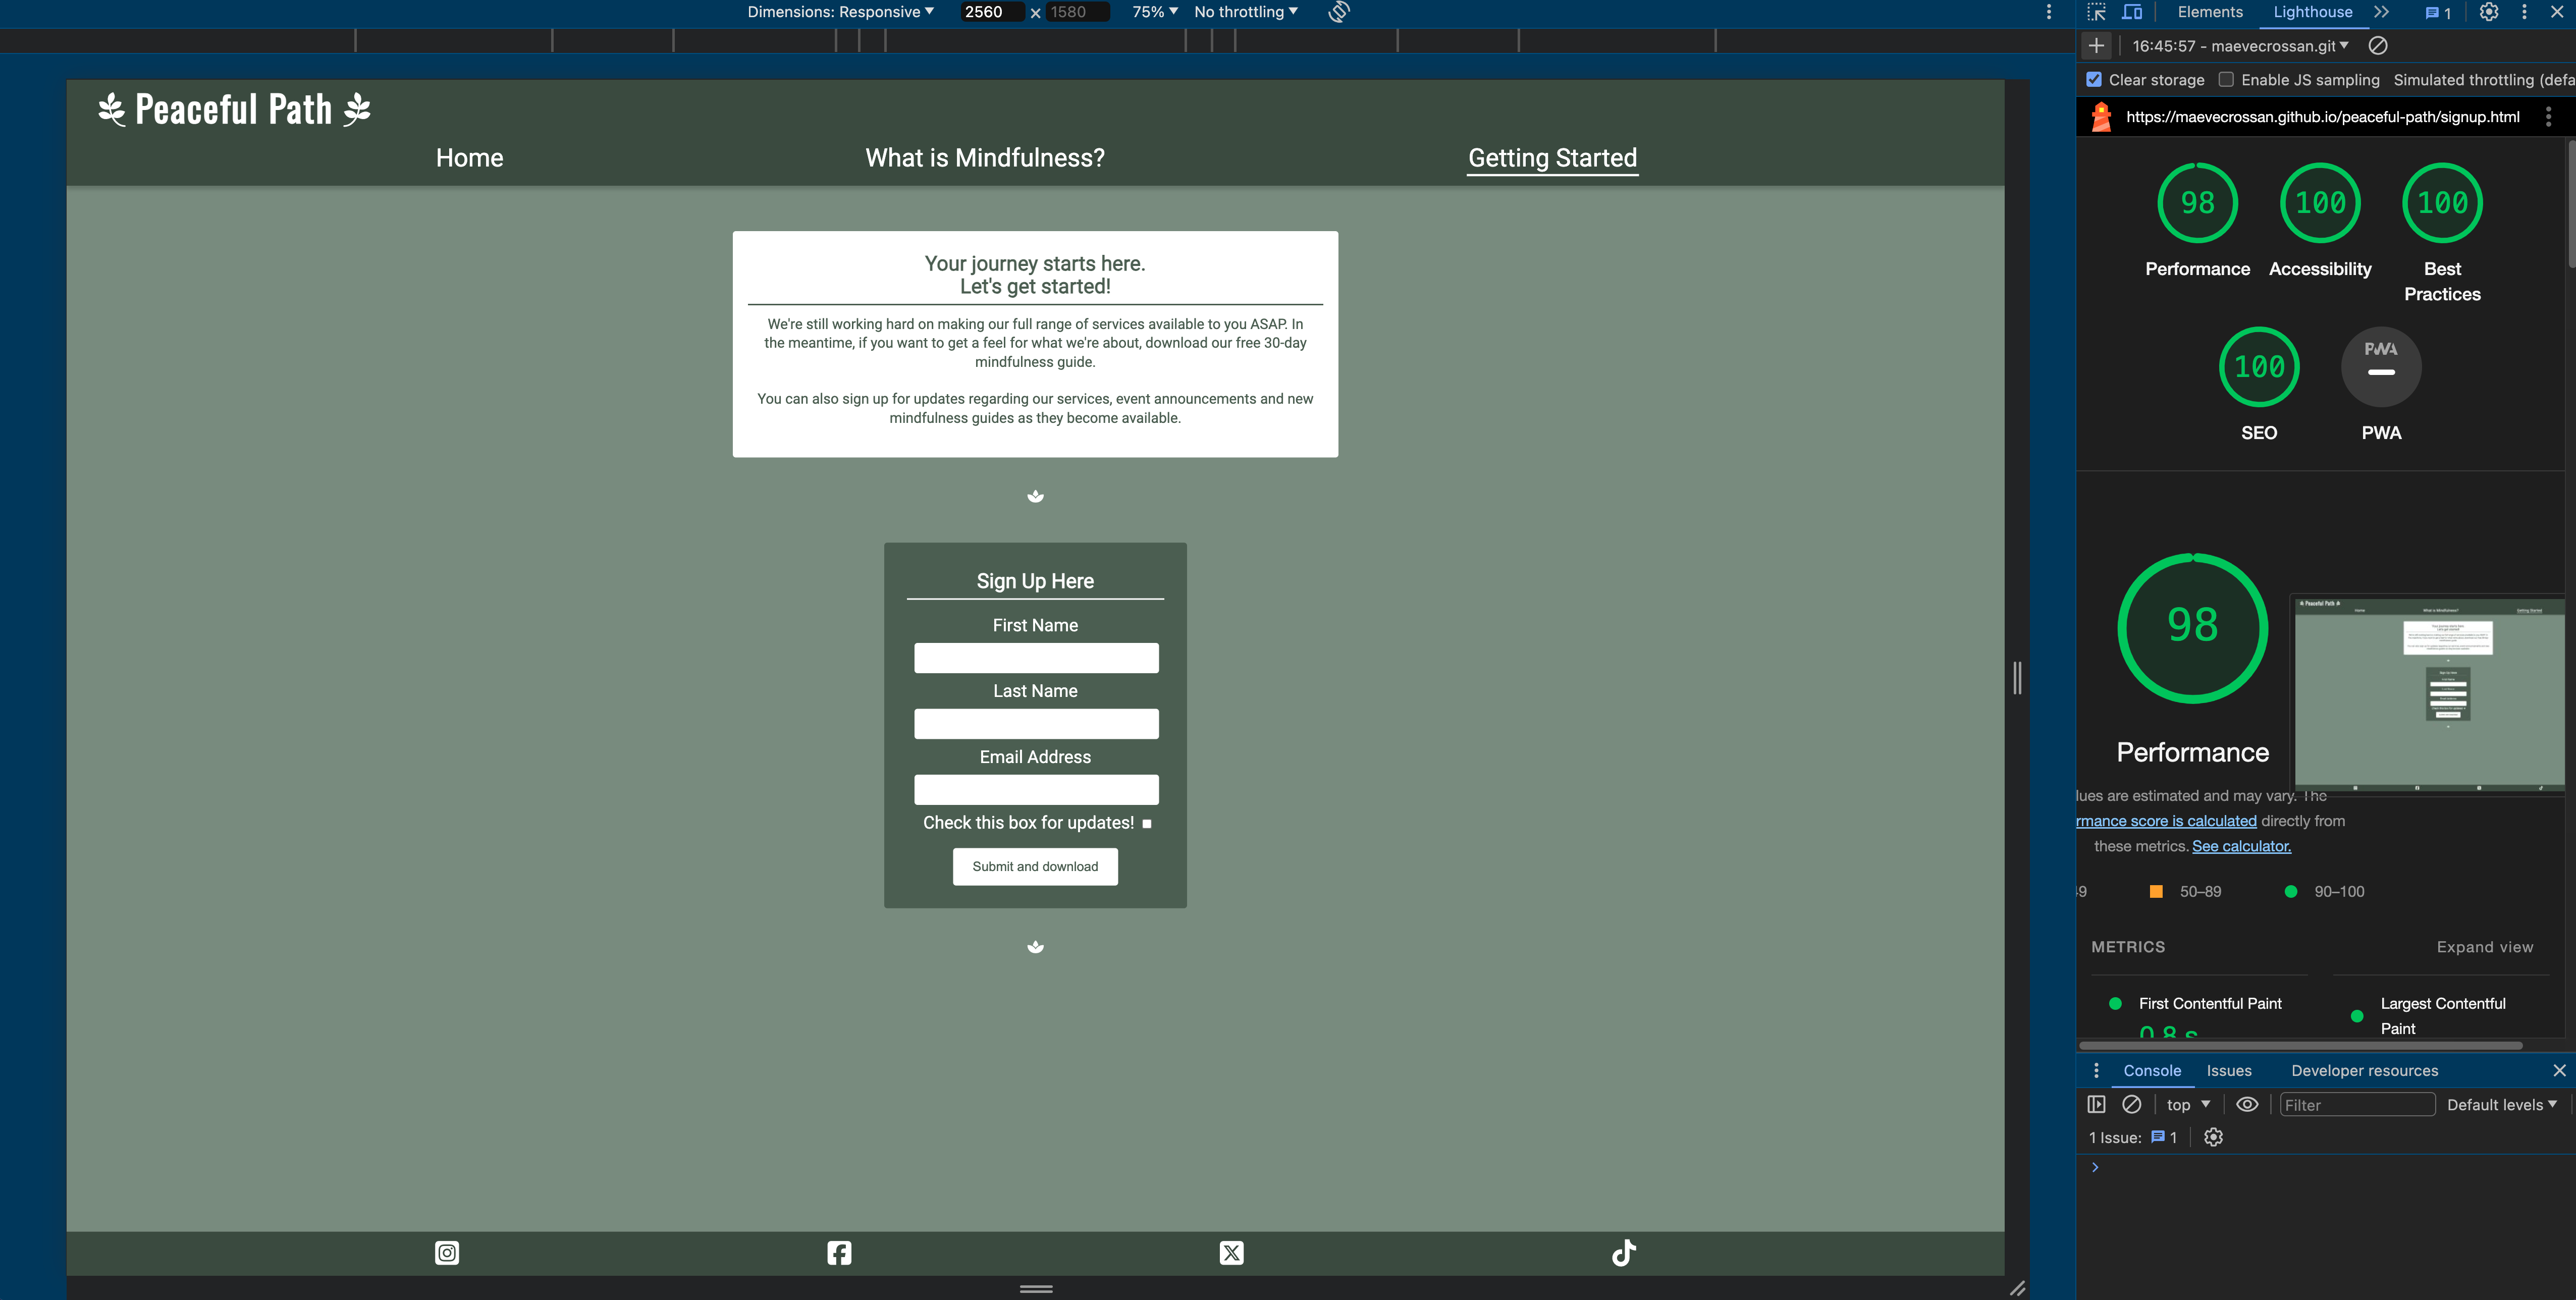 Dimensions: Responsive 2560 × 1580 75% No throttling
Peaceful Path
Home What is Mindfulness? Getting Started
Your journey starts here.
Let's get started!
We're still working hard on making our full range of services available to you ASAP. In
the meantime, if you want to get a feel for what we're about, download our free 30-day
mindfulness guide.
You can also sign up for updates regarding our services, event announcements and new
mindfulness guides as they become available.
Sign Up Here
First Name
Last Name
Email Address
Check this box for updates!
Submit and download
Elements Lighthouse 1
16:45:57 - maevecrossan.git
Clear storage Enable JS sampling Simulated throttling (defa
https://maevecrossan.github.io/peaceful-path/signup.html
98 100 100
Performance Accessibility Best
Practices
100 PWA
SEO PWA
98
Performance
lues are estimated and may vary. The
rmance score is calculated directly from
these metrics. See calculator.
49 50–89 90–100
METRICS Expand view
First Contentful Paint
0.8 s
Largest Contentful
Paint
Console Issues Developer resources
top Filter Default levels
1 Issue: 1